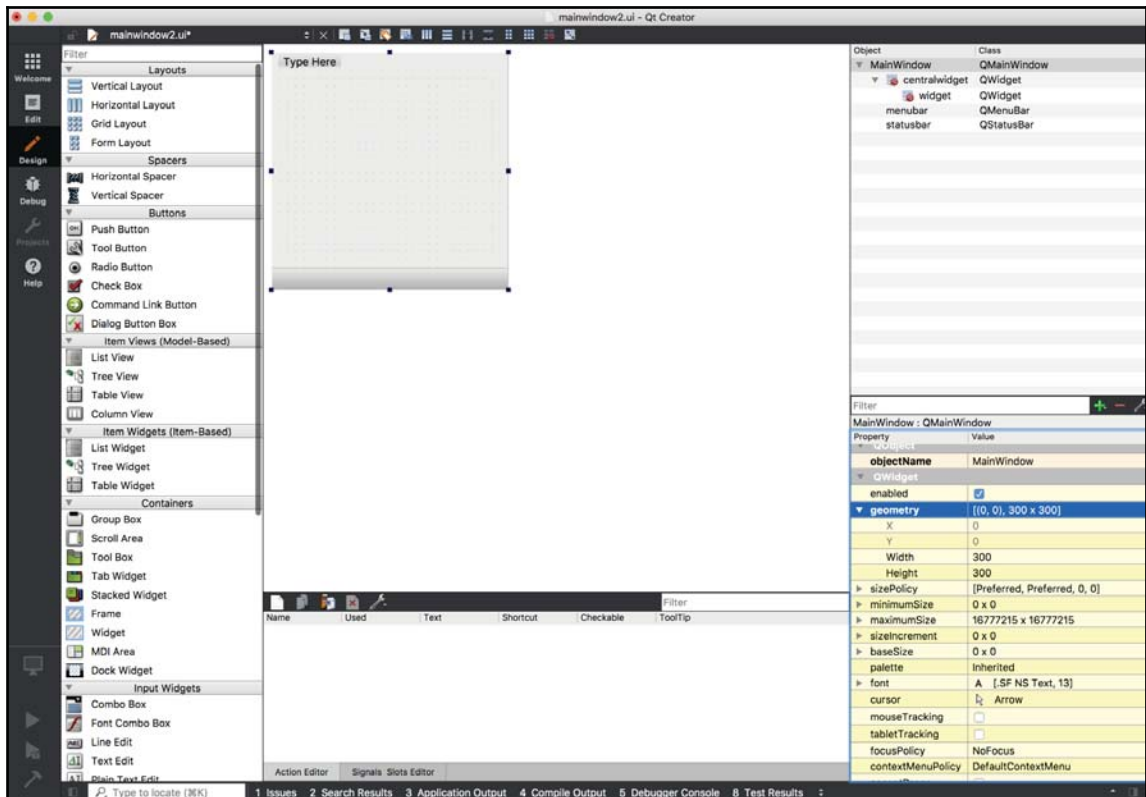 mainwindow2.ui - Qt Creator
mainwindow2.ui*
Welcome
Edit
Design
Debug
Projects
Help
Filter
Layouts
Vertical Layout
Horizontal Layout
Grid Layout
Form Layout
Spacers
Horizontal Spacer
Vertical Spacer
Buttons
Push Button
Tool Button
Radio Button
Check Box
Command Link Button
Dialog Button Box
Item Views (Model-Based)
List View
Tree View
Table View
Column View
Item Widgets (Item-Based)
List Widget
Tree Widget
Table Widget
Containers
Group Box
Scroll Area
Tool Box
Tab Widget
Stacked Widget
Frame
Widget
MDI Area
Dock Widget
Input Widgets
Combo Box
Font Combo Box
Line Edit
Text Edit
Plain Text Edit
Type Here
Filter
Name Used Text Shortcut Checkable ToolTip
Action Editor Signals Slots Editor
Object Class
MainWindow QMainWindow
centralwidget QWidget
widget QWidget
menubar QMenuBar
statusbar QStatusBar
Filter
MainWindow : QMainWindow
Property Value
QObject
objectName MainWindow
QWidget
enabled
geometry [(0, 0), 300 x 300]
X 0
Y 0
Width 300
Height 300
sizePolicy [Preferred, Preferred, 0, 0]
minimumSize 0 x 0
maximumSize 16777215 x 16777215
sizeIncrement 0 x 0
baseSize 0 x 0
palette Inherited
font A [.SF NS Text, 13]
cursor Arrow
mouseTracking
tabletTracking
focusPolicy NoFocus
contextMenuPolicy DefaultContextMenu
Type to locate (⌘K) 1 Issues 2 Search Results 3 Application Output 4 Compile Output 5 Debugger Console 8 Test Results